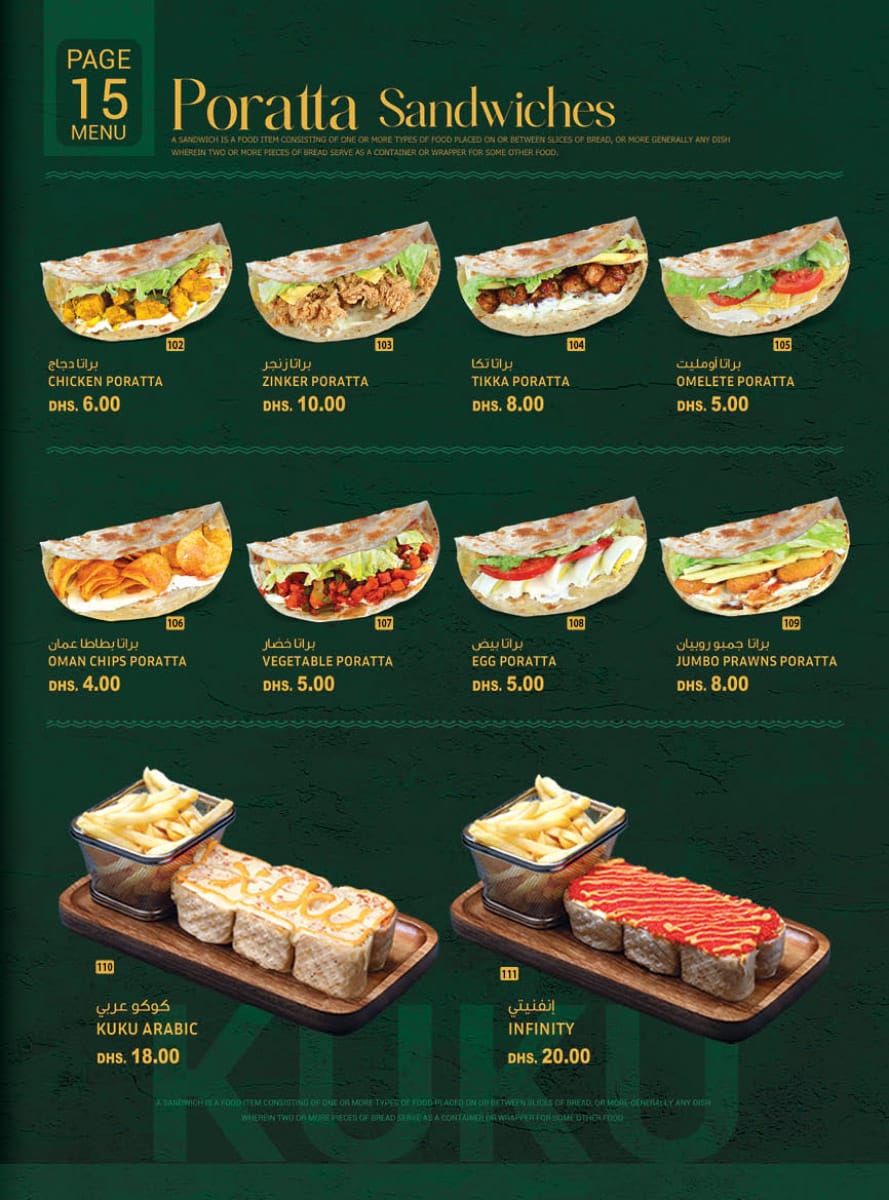 PAGE
15
MENU
Poratta Sandwiches
A SANDWICH IS A FOOD ITEM CONSISTING OF ONE OR MORE TYPES OF FOOD PLACED ON OR BETWEEN SLICES OF BREAD, OR MORE GENERALLY ANY DISH
WHEREIN TWO OR MORE PIECES OF BREAD SERVE AS A CONTAINER OR WRAPPER FOR SOME OTHER FOOD.
102
براتا دجاج
CHICKEN PORATTA
DHS. 6.00
103
براتا زنجر
ZINKER PORATTA
DHS. 10.00
104
براتا تكا
TIKKA PORATTA
DHS. 8.00
105
براتا أومليت
OMELETE PORATTA
DHS. 5.00
106
براتا بطاطا عمان
OMAN CHIPS PORATTA
DHS. 4.00
107
براتا خضار
VEGETABLE PORATTA
DHS. 5.00
108
براتا بيض
EGG PORATTA
DHS. 5.00
109
براتا جمبو روبيان
JUMBO PRAWNS PORATTA
DHS. 8.00
110
كوكو عربي
KUKU ARABIC
DHS. 18.00
111
إنفنيتي
INFINITY
DHS. 20.00
KUKU
A SANDWICH IS A FOOD ITEM CONSISTING OF ONE OR MORE TYPES OF FOOD PLACED ON OR BETWEEN SLICES OF BREAD, OR MORE GENERALLY ANY DISH
WHEREIN TWO OR MORE PIECES OF BREAD SERVE AS A CONTAINER OR WRAPPER FOR SOME OTHER FOOD